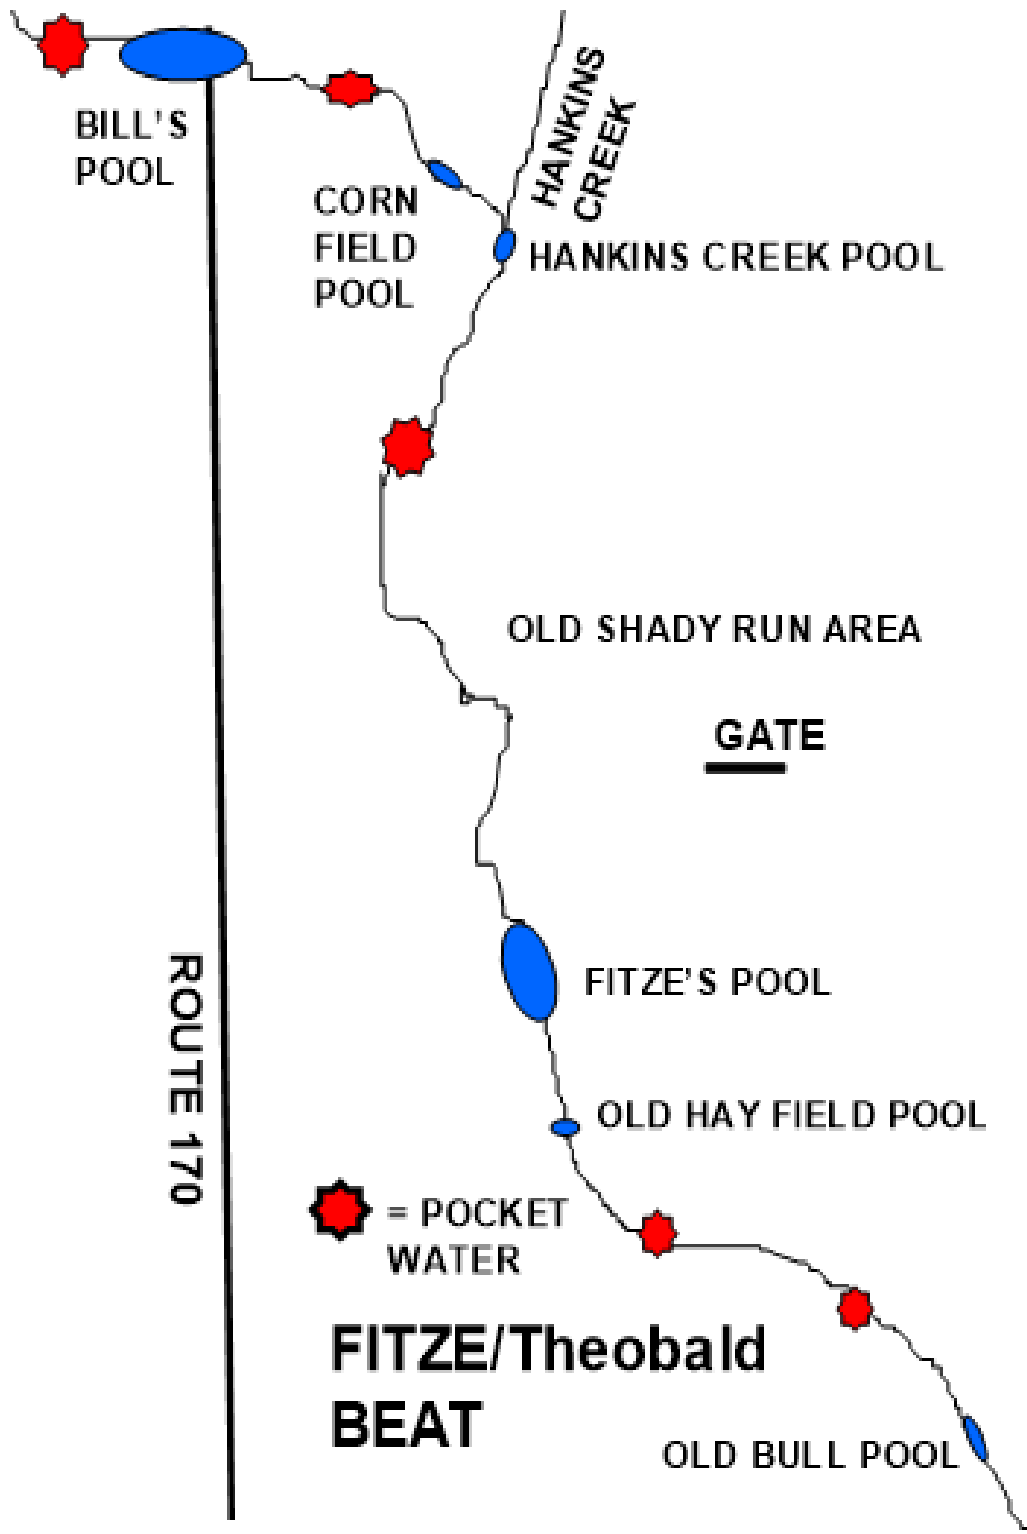 BILL'S
POOL
HANKINS
CREEK
CORN
FIELD
POOL
HANKINS CREEK POOL
OLD SHADY RUN AREA
GATE
ROUTE 170
FITZE'S POOL
OLD HAY FIELD POOL
= POCKET
WATER
FITZE/Theobald
BEAT
OLD BULL POOL